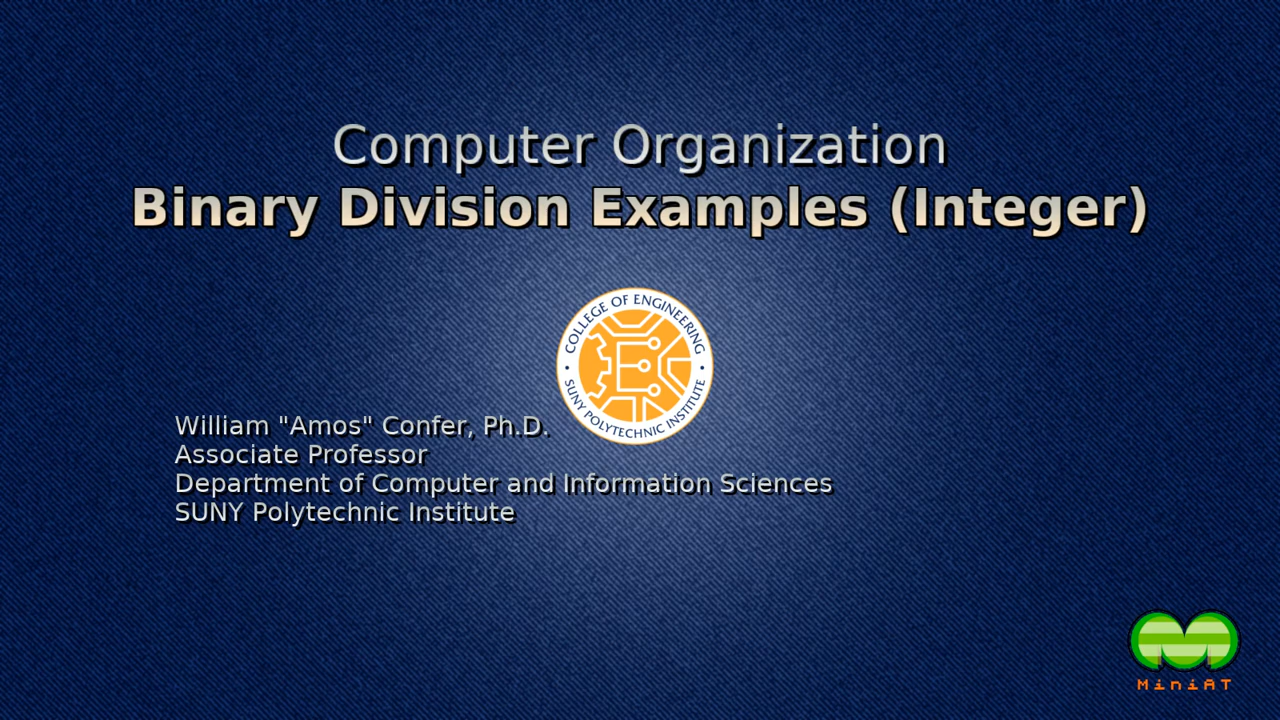 Computer Organization
Binary Division Examples (Integer)
COLLEGE OF ENGINEERING
SUNY POLYTECHNIC INSTITUTE
William "Amos" Confer, Ph.D.
Associate Professor
Department of Computer and Information Sciences
SUNY Polytechnic Institute
MiniAT